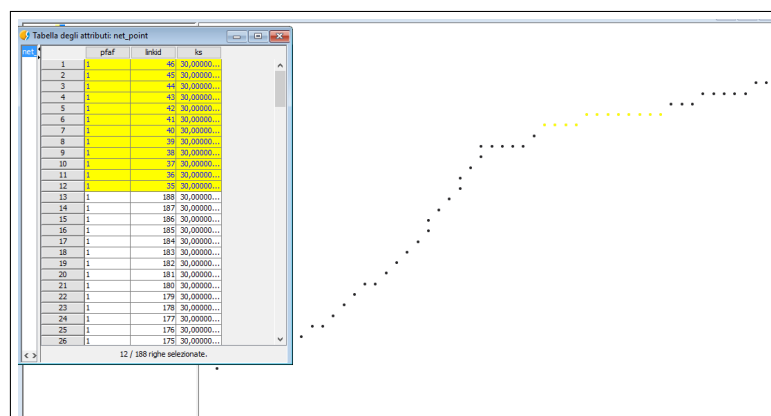 Tabella degli attributi: net_point
net_
pfaf linkid ks
1 1 46 30,00000...
2 1 45 30,00000...
3 1 44 30,00000...
4 1 43 30,00000...
5 1 42 30,00000...
6 1 41 30,00000...
7 1 40 30,00000...
8 1 39 30,00000...
9 1 38 30,00000...
10 1 37 30,00000...
11 1 36 30,00000...
12 1 35 30,00000...
13 1 188 30,00000...
14 1 187 30,00000...
15 1 186 30,00000...
16 1 185 30,00000...
17 1 184 30,00000...
18 1 183 30,00000...
19 1 182 30,00000...
20 1 181 30,00000...
21 1 180 30,00000...
22 1 179 30,00000...
23 1 178 30,00000...
24 1 177 30,00000...
25 1 176 30,00000...
26 1 175 30,00000...
12 / 188 righe selezionate.